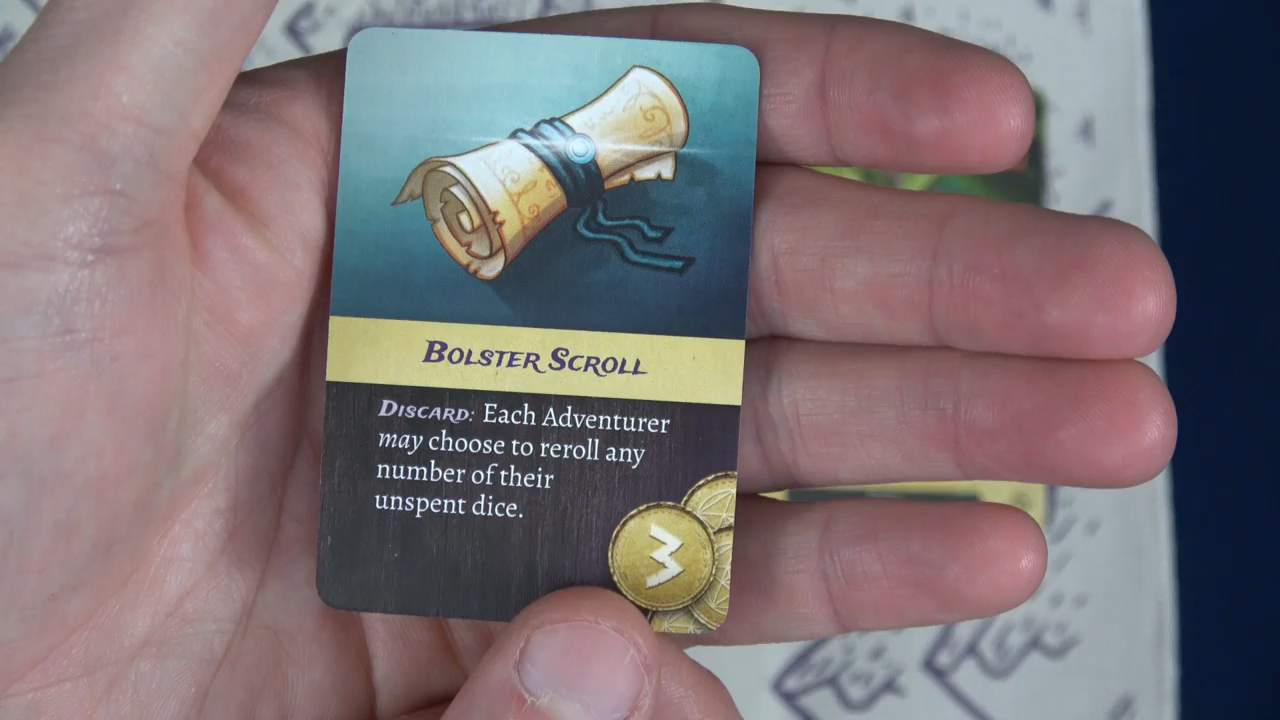 Bolster Scroll
Discard: Each Adventurer
may choose to reroll any
number of their
unspent dice.
3